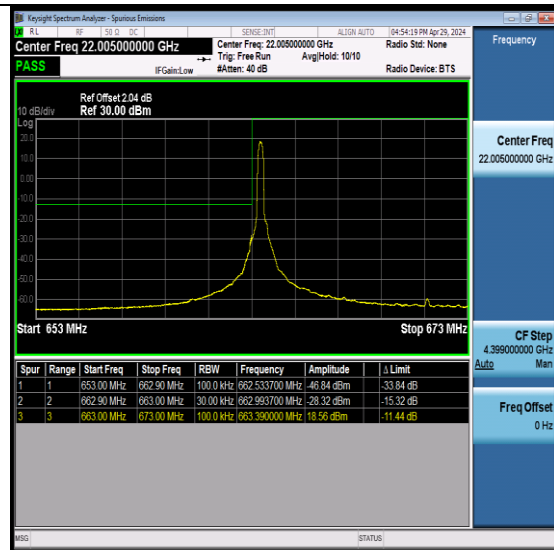 Keysight Spectrum Analyzer - Spurious Emissions
RL RF 50 Ω DC SENSE:INT ALIGN AUTO 04:54:19 PM Apr 29, 2024
Center Freq 22.005000000 GHz
Center Freq: 22.005000000 GHz
Radio Std: None
Trig: Free Run Avg|Hold: 10/10
PASS
IFGain:Low #Atten: 40 dB Radio Device: BTS
Frequency
Ref Offset 2.04 dB
10 dB/div Ref 30.00 dBm
Log
20.0
10.0
0.00
-10.0
-20.0
-30.0
-40.0
-50.0
-60.0
Start 653 MHz Stop 673 MHz
Center Freq
22.005000000 GHz
CF Step
4.399000000 GHz
Auto Man
Freq Offset
0 Hz
Spur Range Start Freq Stop Freq RBW Frequency Amplitude Δ Limit
1 1 653.00 MHz 662.90 MHz 100.0 kHz 662.533700 MHz -46.84 dBm -33.84 dB
2 2 662.90 MHz 663.00 MHz 30.00 kHz 662.993700 MHz -28.32 dBm -15.32 dB
3 3 663.00 MHz 673.00 MHz 100.0 kHz 663.390000 MHz 18.56 dBm -11.44 dB
MSG STATUS